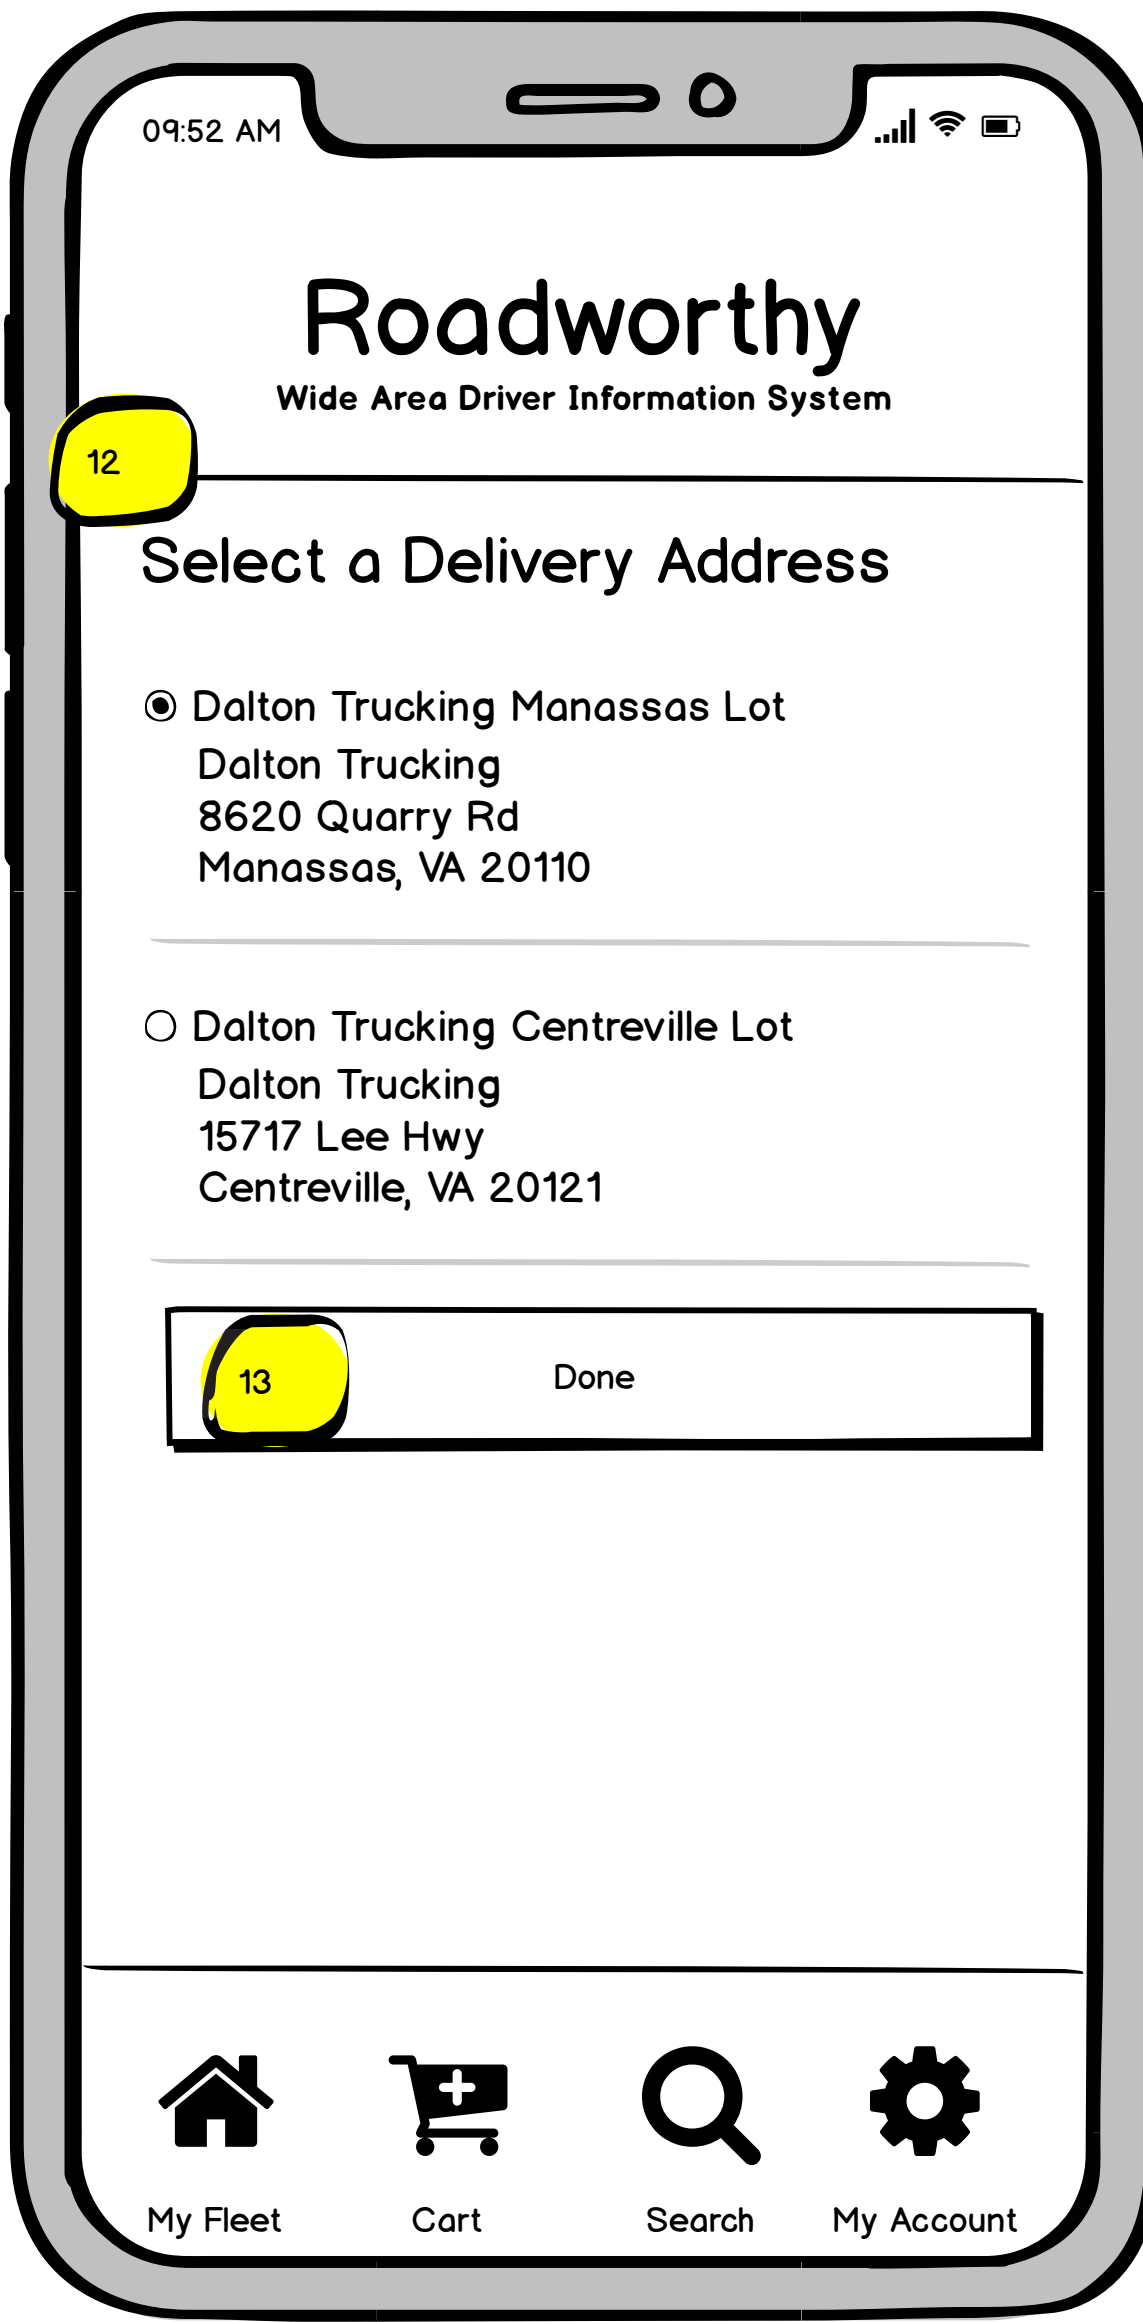 09:52 AM
Roadworthy
Wide Area Driver Information System
12
Select a Delivery Address
Dalton Trucking Manassas Lot
Dalton Trucking
8620 Quarry Rd
Manassas, VA 20110
Dalton Trucking Centreville Lot
Dalton Trucking
15717 Lee Hwy
Centreville, VA 20121
13 Done
My Fleet Cart Search My Account